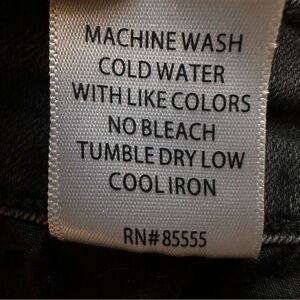 MACHINE WASH
COLD WATER
WITH LIKE COLORS
NO BLEACH
TUMBLE DRY LOW
COOL IRON
RN# 85555